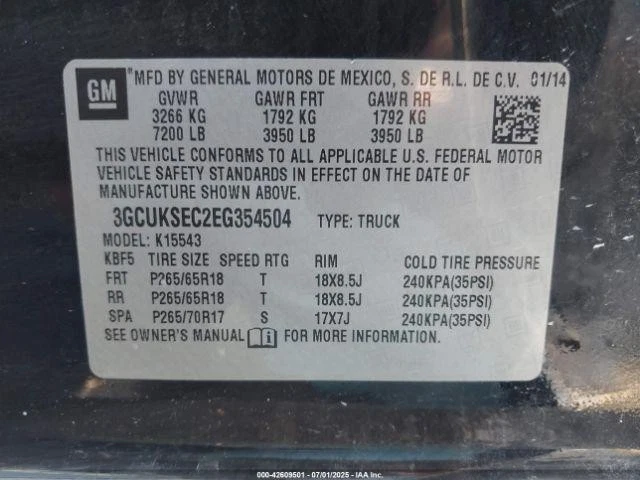 GM MFD BY GENERAL MOTORS DE MEXICO, S. DE R.L. DE C.V. 01/14
GVWR GAWR FRT GAWR RR
3266 KG 1792 KG 1792 KG
7200 LB 3950 LB 3950 LB
THIS VEHICLE CONFORMS TO ALL APPLICABLE U.S. FEDERAL MOTOR
VEHICLE SAFETY STANDARDS IN EFFECT ON THE DATE OF
MANUFACTURE SHOWN ABOVE.
3GCUKSEC2EG354504 TYPE: TRUCK
MODEL: K15543
KBF5 TIRE SIZE SPEED RTG RIM COLD TIRE PRESSURE
FRT P265/65R18 T 18X8.5J 240KPA(35PSI)
RR P265/65R18 T 18X8.5J 240KPA(35PSI)
SPA P265/70R17 S 17X7J 240KPA(35PSI)
SEE OWNER'S MANUAL FOR MORE INFORMATION.
000-42609501 - 07/01/2025 - IAAI.COM